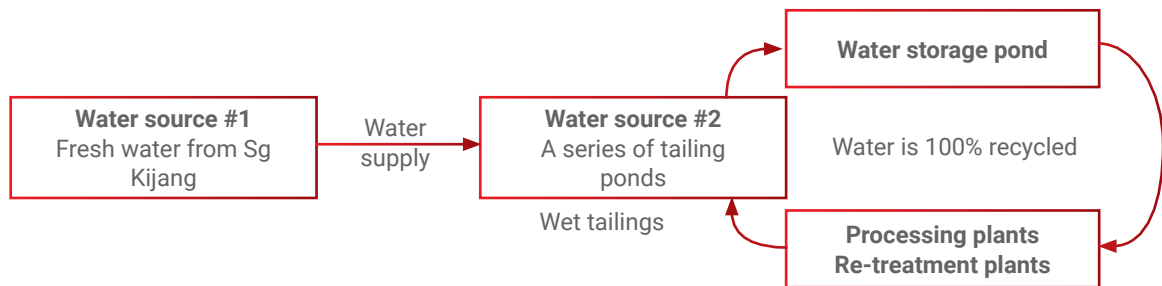 Water storage pond
Water source #1
Fresh water from Sg
Kijang
Water
supply
Water source #2
A series of tailing
ponds
Water is 100% recycled
Wet tailings
Processing plants
Re-treatment plants